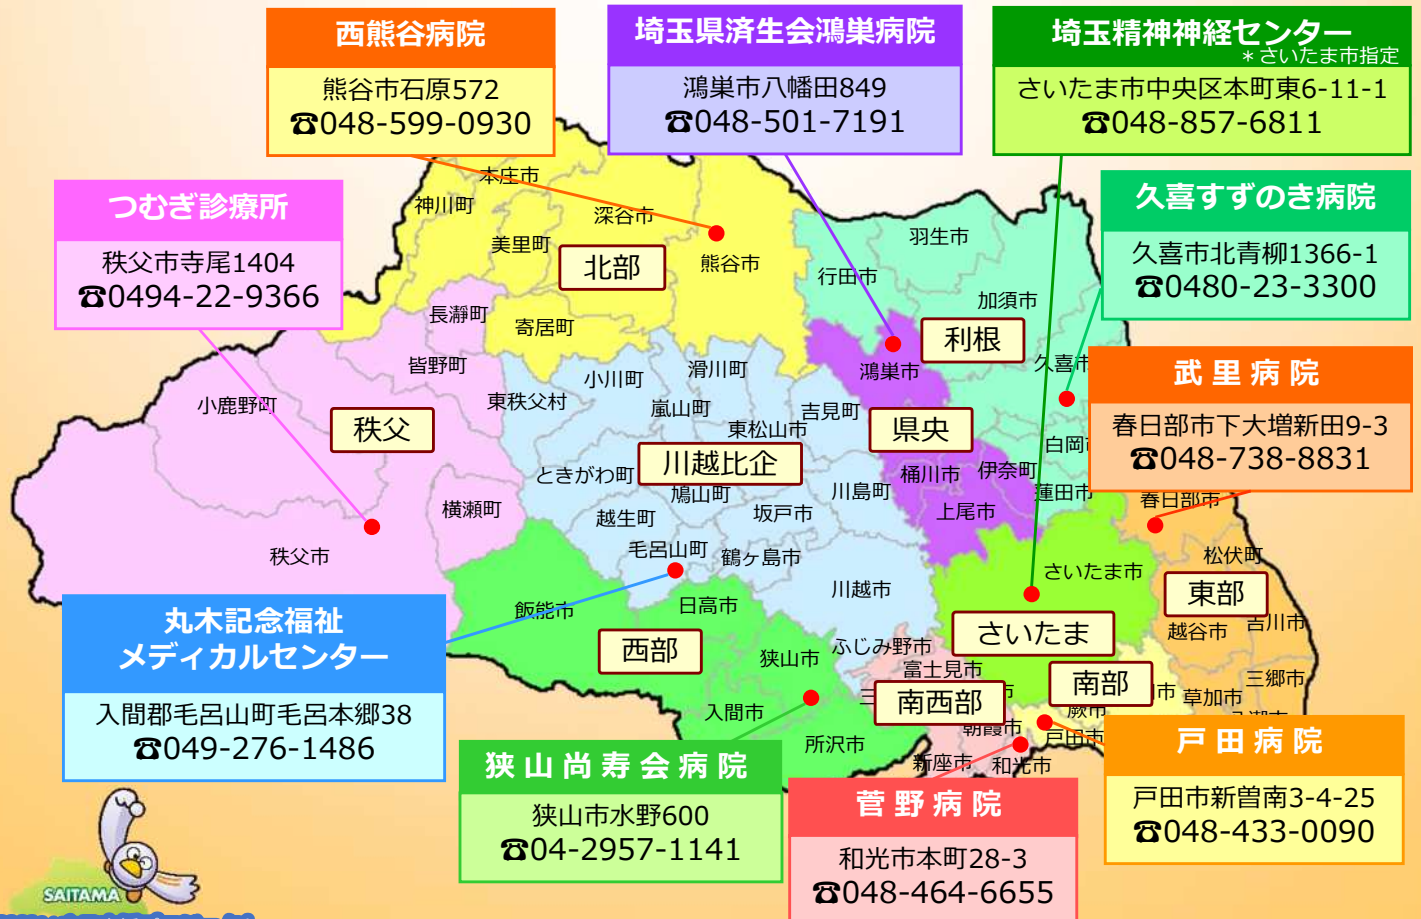 西熊谷病院
熊谷市石原572
☎048-599-0930
埼玉県済生会鴻巣病院
鴻巣市八幡田849
☎048-501-7191
埼玉精神神経センター
＊さいたま市指定
さいたま市中央区本町東6-11-1
☎048-857-6811
つむぎ診療所
秩父市寺尾1404
☎0494-22-9366
久喜すずのき病院
久喜市北青柳1366-1
☎0480-23-3300
武里病院
春日部市下大増新田9-3
☎048-738-8831
本庄市
神川町
美里町
深谷市
熊谷市
北部
寄居町
長瀞町
皆野町
小鹿野町
秩父
横瀬町
秩父市
羽生市
行田市
加須市
利根
久喜市
白岡
蓮田市
鴻巣市
県央
桶川市
伊奈町
上尾市
小川町
滑川町
東秩父村
嵐山町
吉見町
東松山市
川越比企
ときがわ町
鳩山町
川島町
越生町
坂戸市
毛呂山町
鶴ヶ島市
川越市
ふじみ野市
飯能市
日高市
西部
狭山市
入間市
所沢市
さいたま市
さいたま
春日部市
松伏町
東部
越谷市
吉川市
三郷市
草加市
富士見市
南西部
朝霞市
新座市
和光市
南部
蕨市
戸田市
丸木記念福祉
メディカルセンター
入間郡毛呂山町毛呂本郷38
☎049-276-1486
狭山尚寿会病院
狭山市水野600
☎04-2957-1141
菅野病院
和光市本町28-3
☎048-464-6655
戸田病院
戸田市新曽南3-4-25
☎048-433-0090
SAITAMA